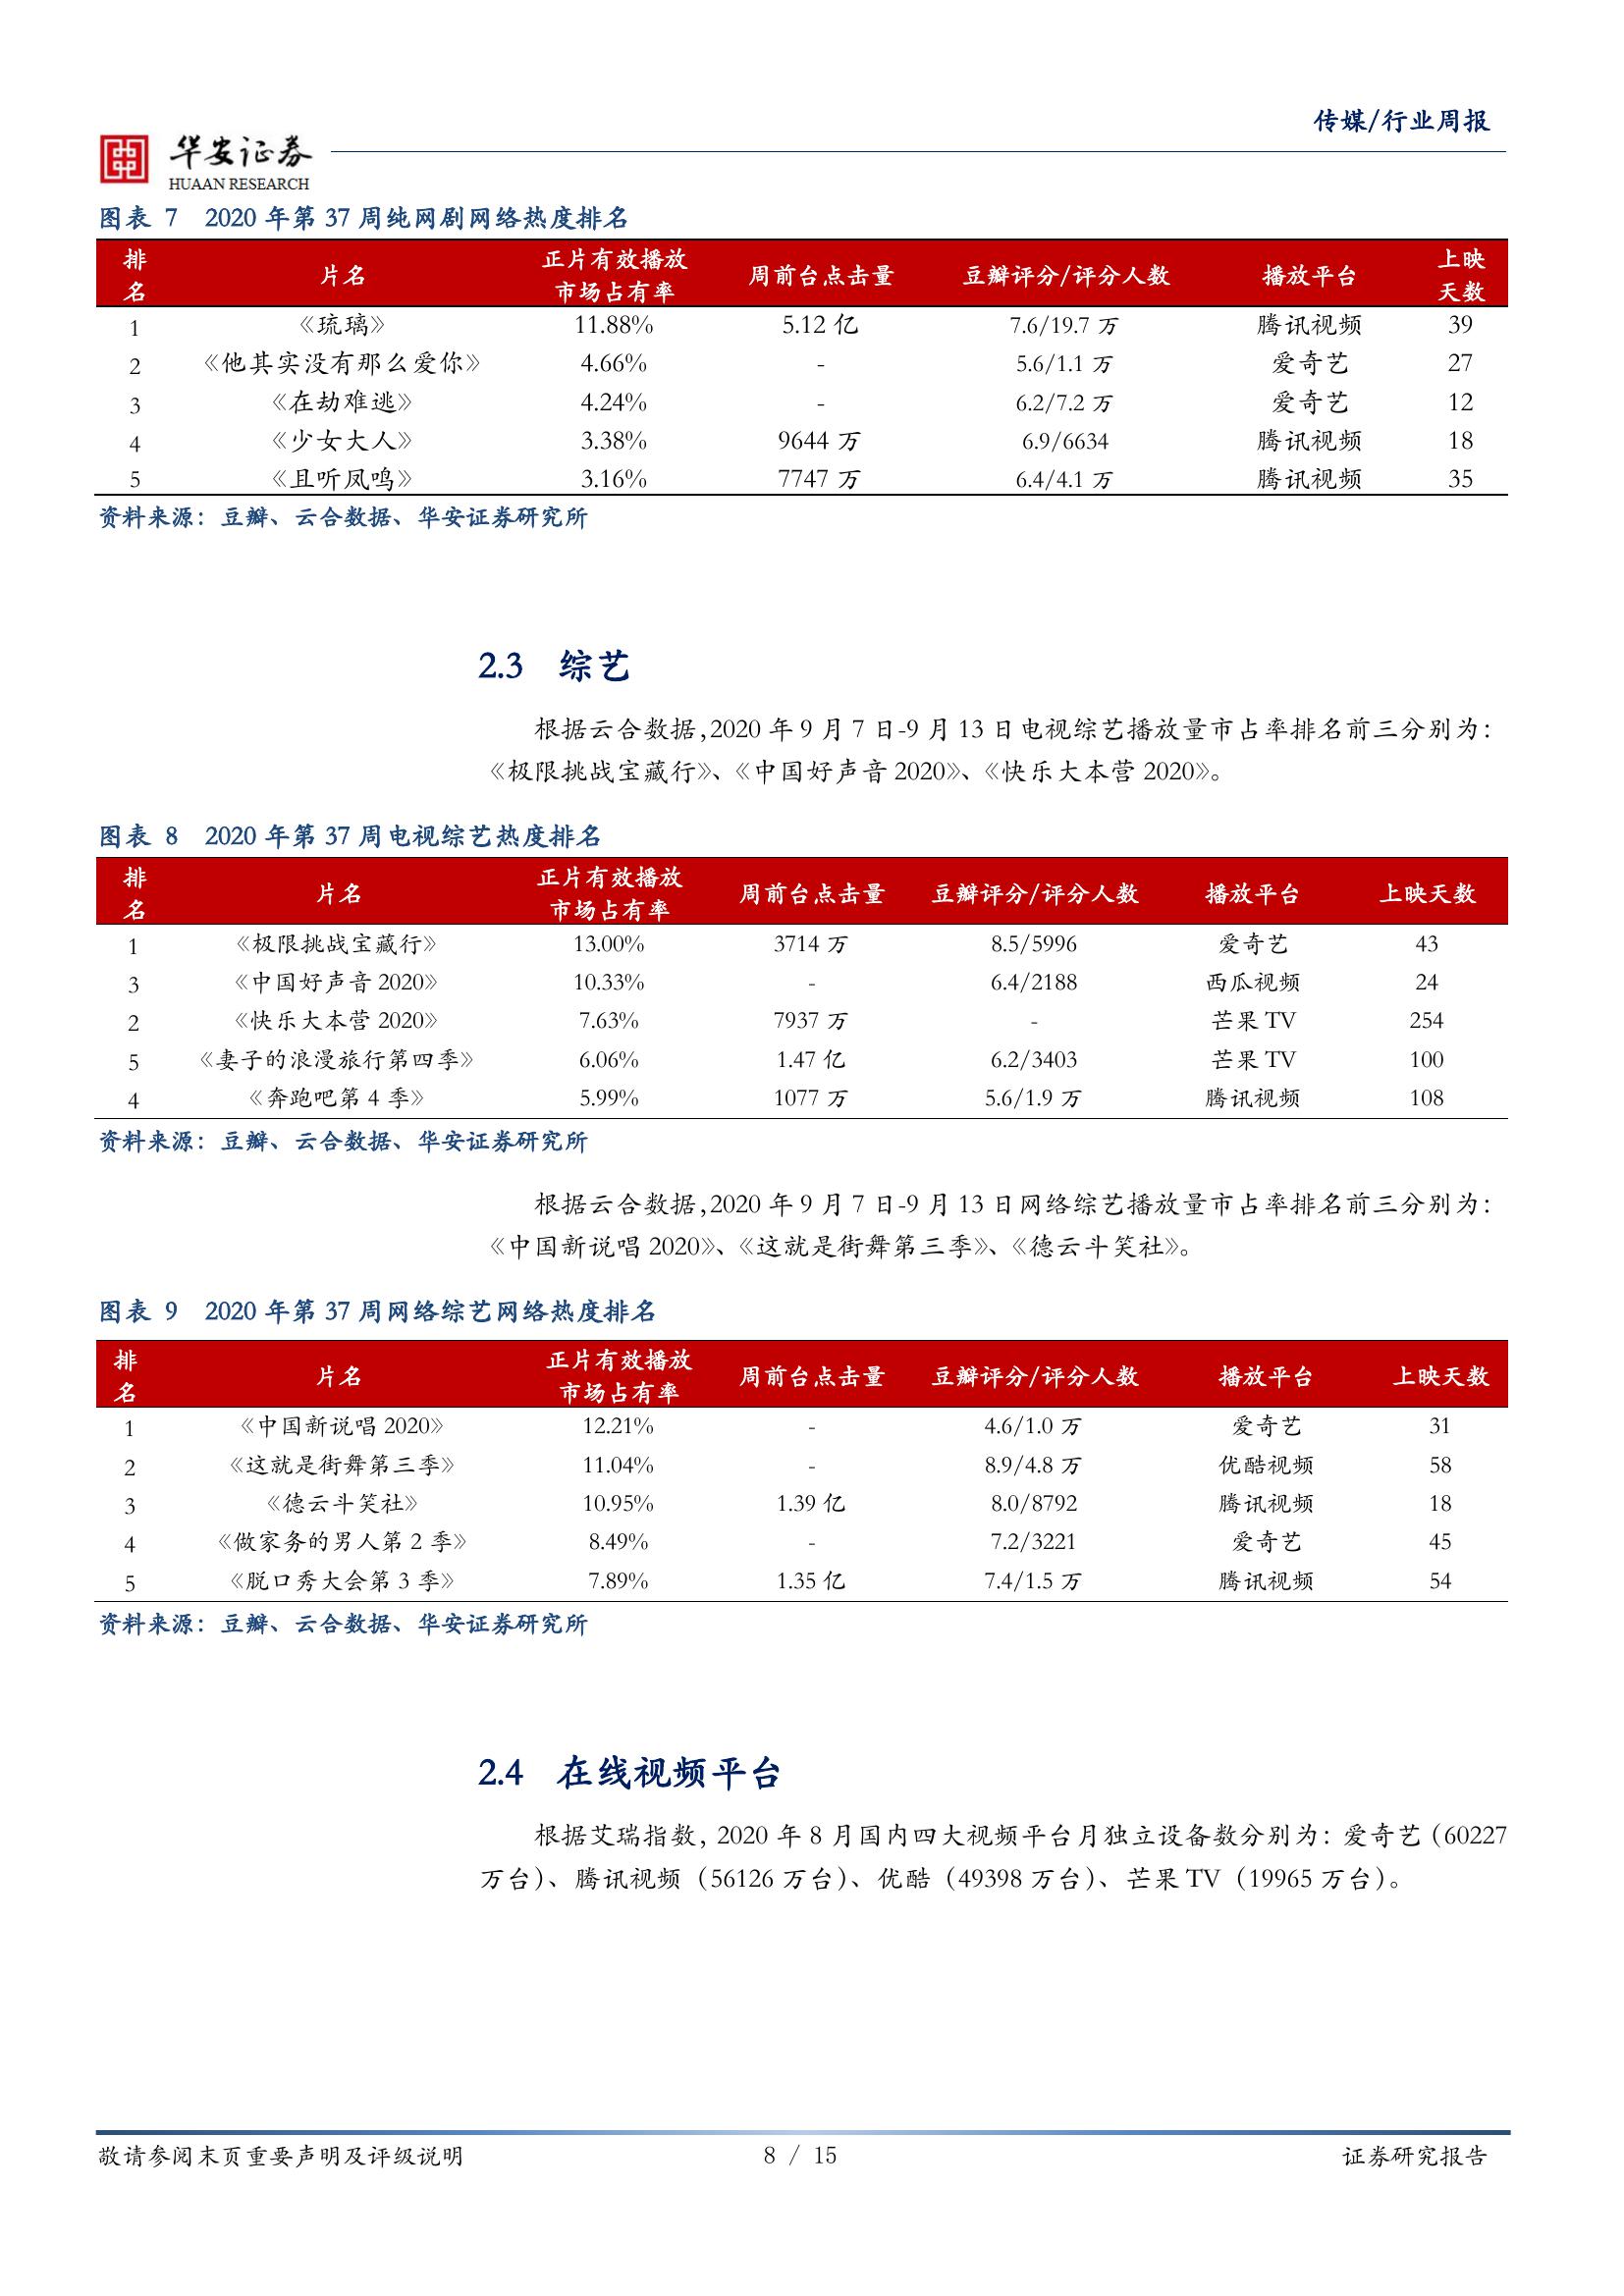 传媒/行业周报
华安证券
HUAAN RESEARCH
图表 7 2020 年第 37 周纯网剧网络热度排名
排名 片名 正片有效播放市场占有率 周前台点击量 豆瓣评分/评分人数 播放平台 上映天数
1 《琉璃》 11.88% 5.12 亿 7.6/19.7 万 腾讯视频 39
2 《他其实没有那么爱你》 4.66% - 5.6/1.1 万 爱奇艺 27
3 《在劫难逃》 4.24% - 6.2/7.2 万 爱奇艺 12
4 《少女大人》 3.38% 9644 万 6.9/6634 腾讯视频 18
5 《且听凤鸣》 3.16% 7747 万 6.4/4.1 万 腾讯视频 35
资料来源：豆瓣、云合数据、华安证券研究所
2.3 综艺
根据云合数据,2020 年 9 月 7 日-9 月 13 日电视综艺播放量市占率排名前三分别为：
《极限挑战宝藏行》、《中国好声音 2020》、《快乐大本营 2020》。
图表 8 2020 年第 37 周电视综艺热度排名
排名 片名 正片有效播放市场占有率 周前台点击量 豆瓣评分/评分人数 播放平台 上映天数
1 《极限挑战宝藏行》 13.00% 3714 万 8.5/5996 爱奇艺 43
3 《中国好声音 2020》 10.33% - 6.4/2188 西瓜视频 24
2 《快乐大本营 2020》 7.63% 7937 万 - 芒果 TV 254
5 《妻子的浪漫旅行第四季》 6.06% 1.47 亿 6.2/3403 芒果 TV 100
4 《奔跑吧第 4 季》 5.99% 1077 万 5.6/1.9 万 腾讯视频 108
资料来源：豆瓣、云合数据、华安证券研究所
根据云合数据,2020 年 9 月 7 日-9 月 13 日网络综艺播放量市占率排名前三分别为：
《中国新说唱 2020》、《这就是街舞第三季》、《德云斗笑社》。
图表 9 2020 年第 37 周网络综艺网络热度排名
排名 片名 正片有效播放市场占有率 周前台点击量 豆瓣评分/评分人数 播放平台 上映天数
1 《中国新说唱 2020》 12.21% - 4.6/1.0 万 爱奇艺 31
2 《这就是街舞第三季》 11.04% - 8.9/4.8 万 优酷视频 58
3 《德云斗笑社》 10.95% 1.39 亿 8.0/8792 腾讯视频 18
4 《做家务的男人第 2 季》 8.49% - 7.2/3221 爱奇艺 45
5 《脱口秀大会第 3 季》 7.89% 1.35 亿 7.4/1.5 万 腾讯视频 54
资料来源：豆瓣、云合数据、华安证券研究所
2.4 在线视频平台
根据艾瑞指数，2020 年 8 月国内四大视频平台月独立设备数分别为：爱奇艺（60227
万台）、腾讯视频（56126 万台）、优酷（49398 万台）、芒果 TV（19965 万台）。
敬请参阅末页重要声明及评级说明 8 / 15 证券研究报告